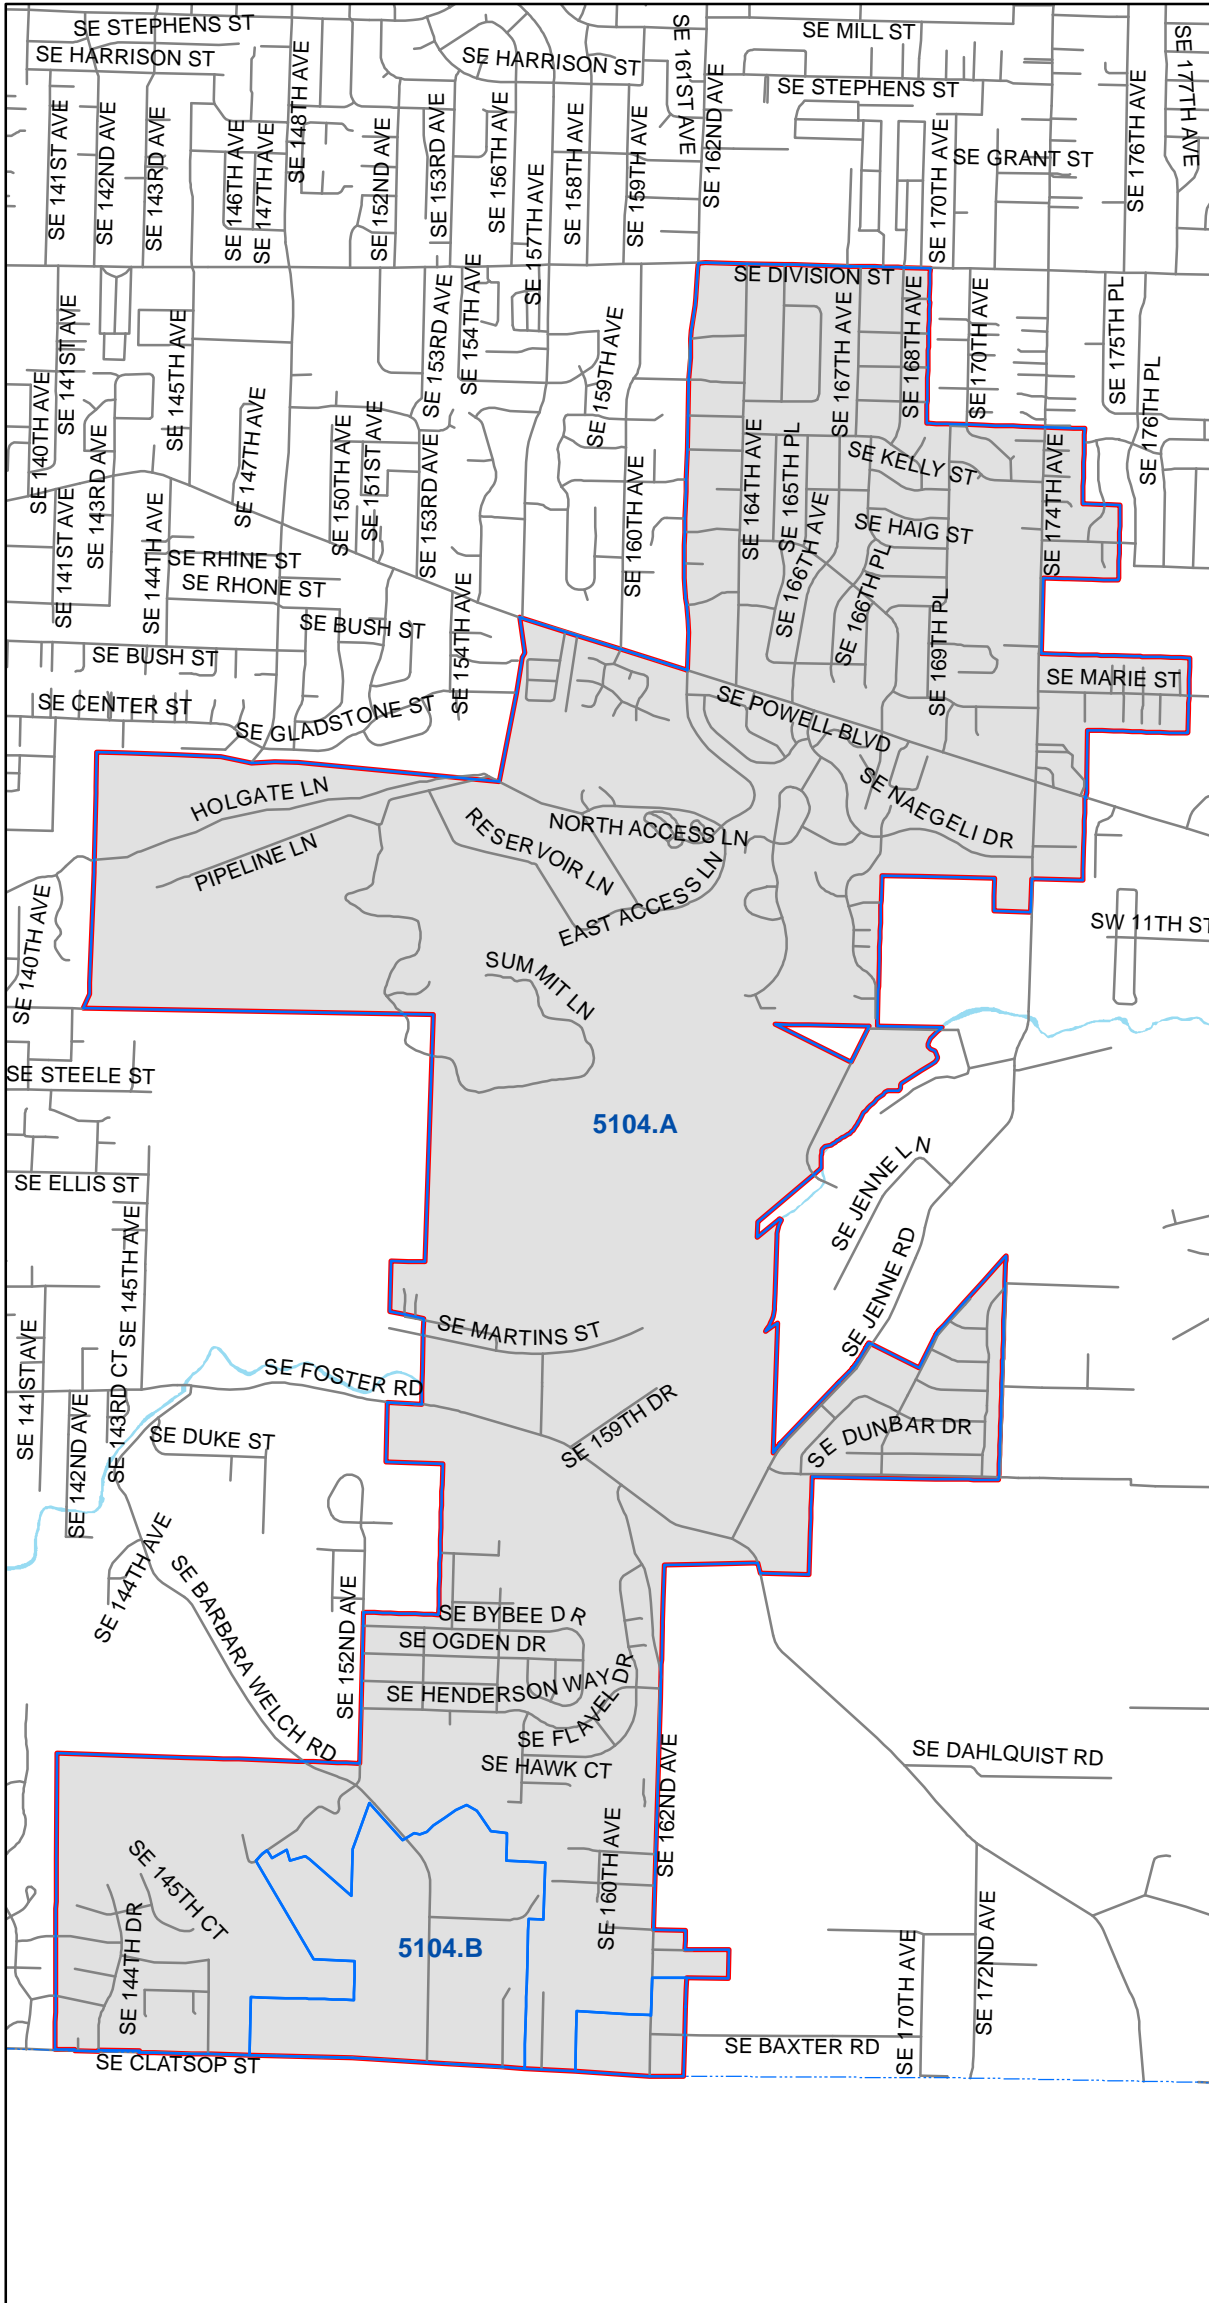 SE STEPHENS ST
SE HARRISON ST
SE HARRISON ST
SE 161ST AVE
SE MILL ST
SE 177TH AVE
SE STEPHENS ST
SE 148TH AVE
SE 162ND AVE
SE 176TH AVE
SE 141ST AVE
SE 142ND AVE
SE 143RD AVE
SE 146TH AVE
SE 147TH AVE
SE 152ND AVE
SE 153RD AVE
SE 156TH AVE
SE 157TH AVE
SE 158TH AVE
SE 159TH AVE
SE 170TH AVE
SE GRANT ST
SE DIVISION ST
SE 141ST AVE
SE 145TH AVE
SE 153RD AVE
SE 154TH AVE
SE 159TH AVE
SE 167TH AVE
SE 168TH AVE
SE 170TH AVE
SE 175TH PL
SE 176TH PL
SE 140TH AVE
SE 143RD AVE
SE 147TH AVE
SE 150TH AVE
SE 151ST AVE
SE 153RD AVE
SE 160TH AVE
SE 164TH AVE
SE 165TH PL
SE KELLY ST
SE 174TH AVE
SE 141ST AVE
SE 144TH AVE
SE HAIG ST
SE 166TH AVE
SE 166TH PL
SE RHINE ST
SE RHONE ST
SE 154TH AVE
SE 169TH PL
SE BUSH ST
SE BUSH ST
SE MARIE ST
SE CENTER ST
SE GLADSTONE ST
SE POWELL BLVD
SE NAEGELI DR
HOLGATE LN
NORTH ACCESS LN
RESERVOIR LN
PIPELINE LN
EAST ACCESS LN
SW 11TH ST
SE 140TH AVE
SUMMIT LN
SE STEELE ST
5104.A
SE JENNE LN
SE ELLIS ST
SE 145TH AVE
SE JENNE RD
SE MARTINS ST
SE 141ST AVE
SE 143RD CT
SE FOSTER RD
SE 142ND AVE
SE 159TH DR
SE DUKE ST
SE DUNBAR DR
SE 144TH AVE
SE BARBARA WELCH RD
SE 152ND AVE
SE BYBEE DR
SE OGDEN DR
SE HENDERSON WAY
SE FLAVEL DR
SE HAWK CT
SE 162ND AVE
SE DAHLQUIST RD
SE 160TH AVE
SE 145TH CT
SE 144TH DR
5104.B
SE 170TH AVE
SE 172ND AVE
SE BAXTER RD
SE CLATSOP ST